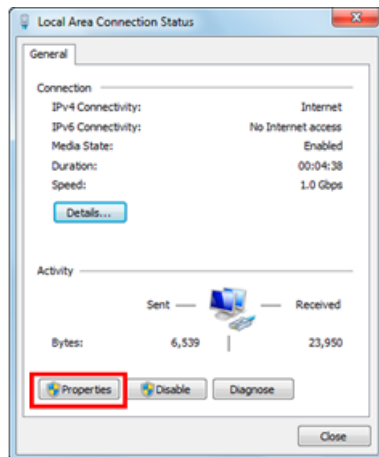 Local Area Connection Status
General
Connection
IPv4 Connectivity: Internet
IPv6 Connectivity: No Internet access
Media State: Enabled
Duration: 00:04:38
Speed: 1.0 Gbps
Details...
Activity
Sent Received
Bytes: 6,539 23,950
Properties Disable Diagnose
Close